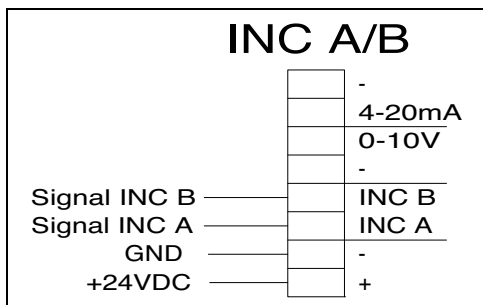 INC A/B
-
4-20mA
0-10V
-
Signal INC B INC B
Signal INC A INC A
GND -
+24VDC +